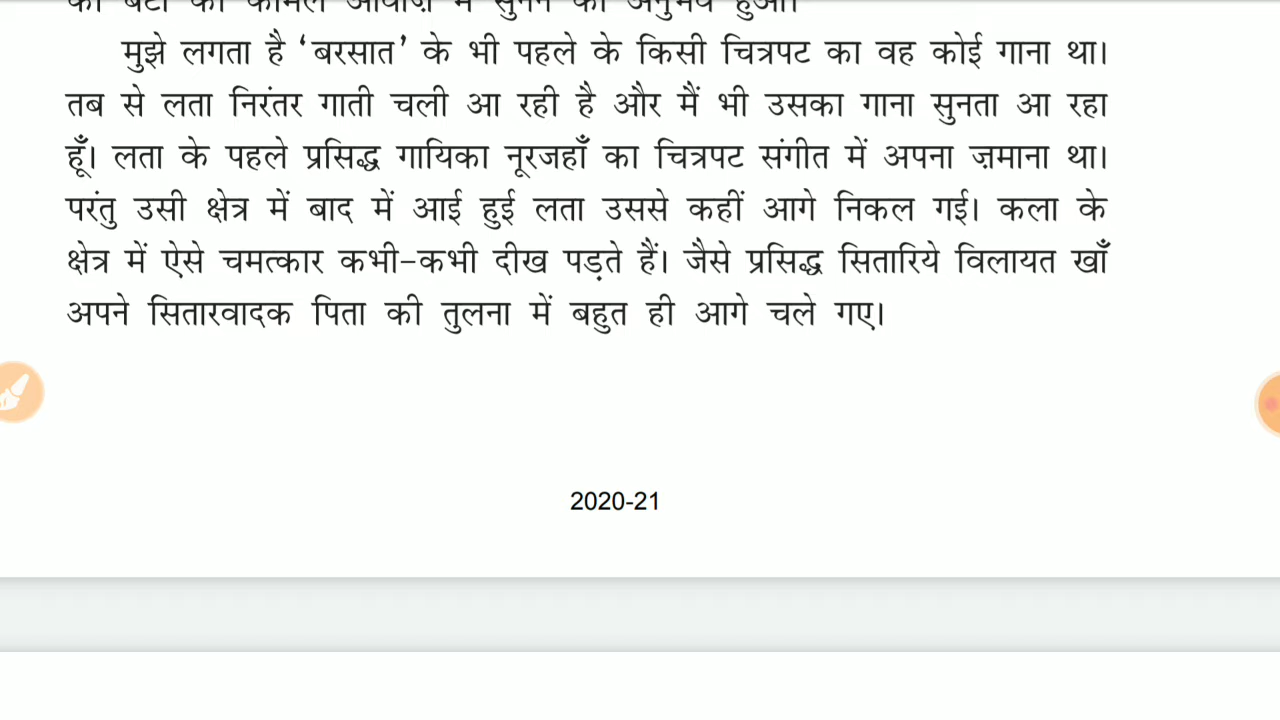 मुझे लगता है ‘बरसात’ के भी पहले के किसी चित्रपट का वह कोई गाना था।
तब से लता निरंतर गाती चली आ रही है और मैं भी उसका गाना सुनता आ रहा
हूँ। लता के पहले प्रसिद्ध गायिका नूरजहाँ का चित्रपट संगीत में अपना ज़माना था।
परंतु उसी क्षेत्र में बाद में आई हुई लता उससे कहीं आगे निकल गई। कला के
क्षेत्र में ऐसे चमत्कार कभी-कभी दीख पड़ते हैं। जैसे प्रसिद्ध सितारिये विलायत खाँ
अपने सितारवादक पिता की तुलना में बहुत ही आगे चले गए।
2020-21